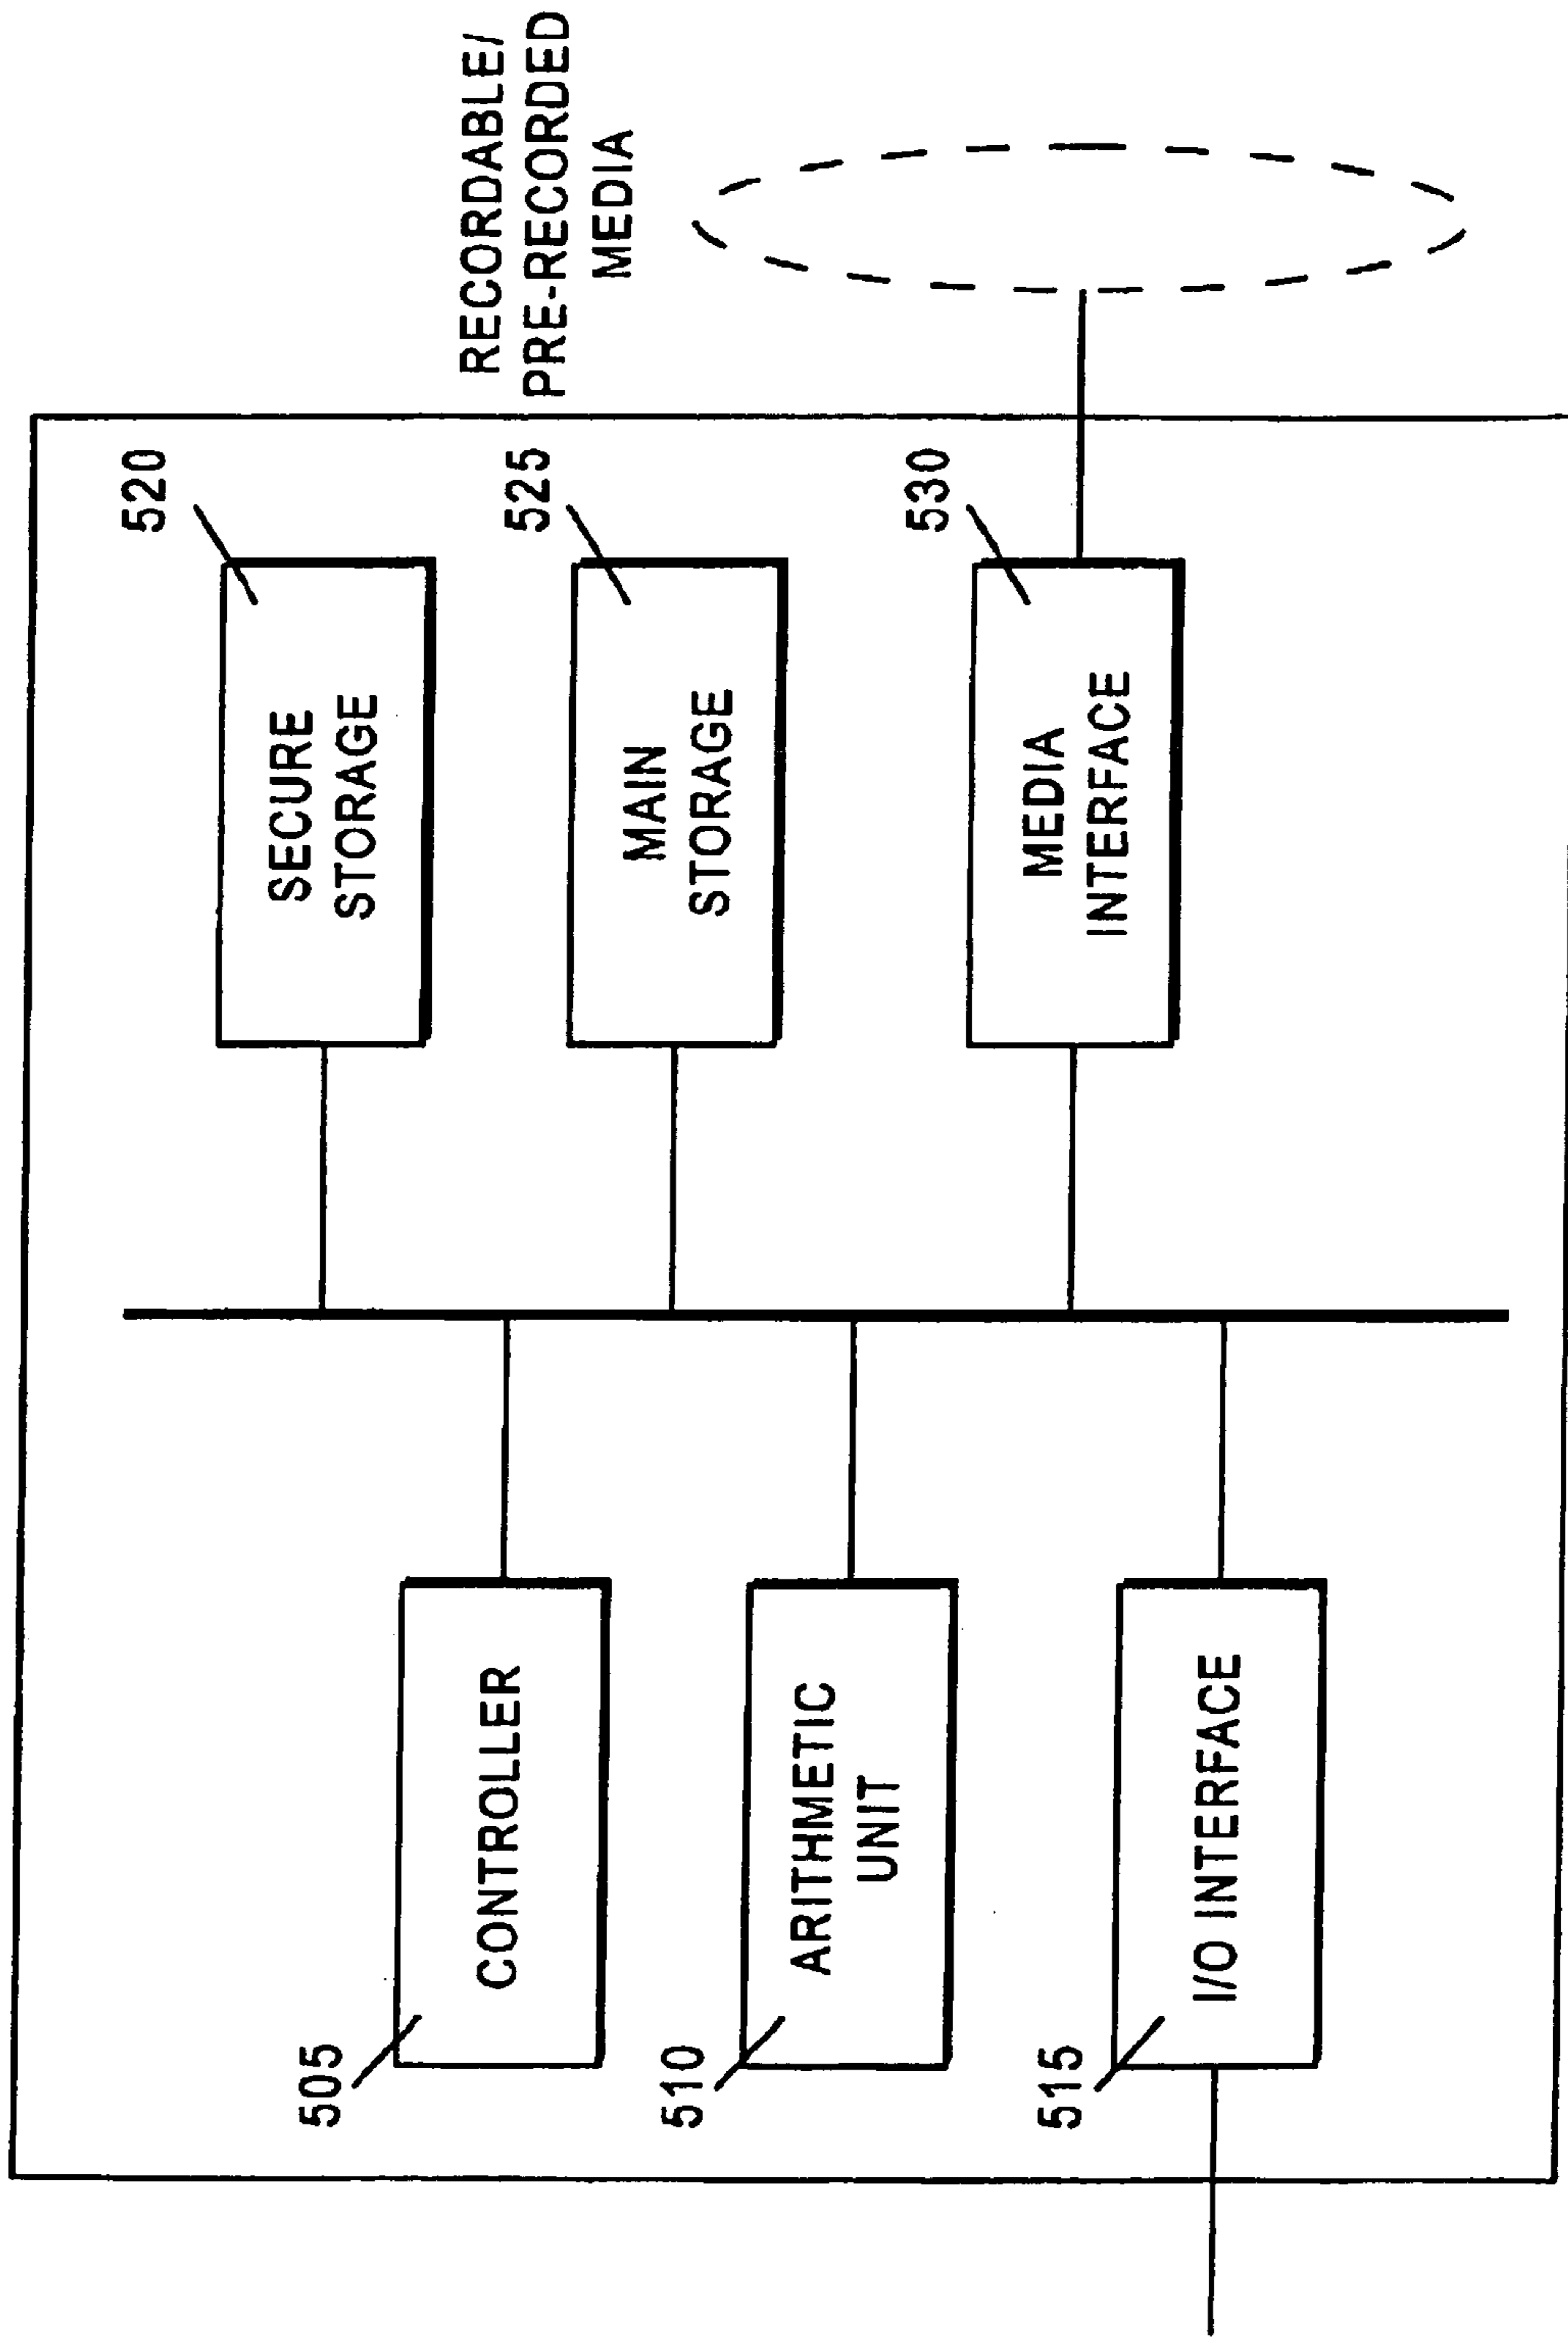 RECORDABLE/
PRE-RECORDED
MEDIA
505
CONTROLLER
510
ARITHMETIC
UNIT
515
I/O INTERFACE
520
SECURE
STORAGE
525
MAIN
STORAGE
530
MEDIA
INTERFACE